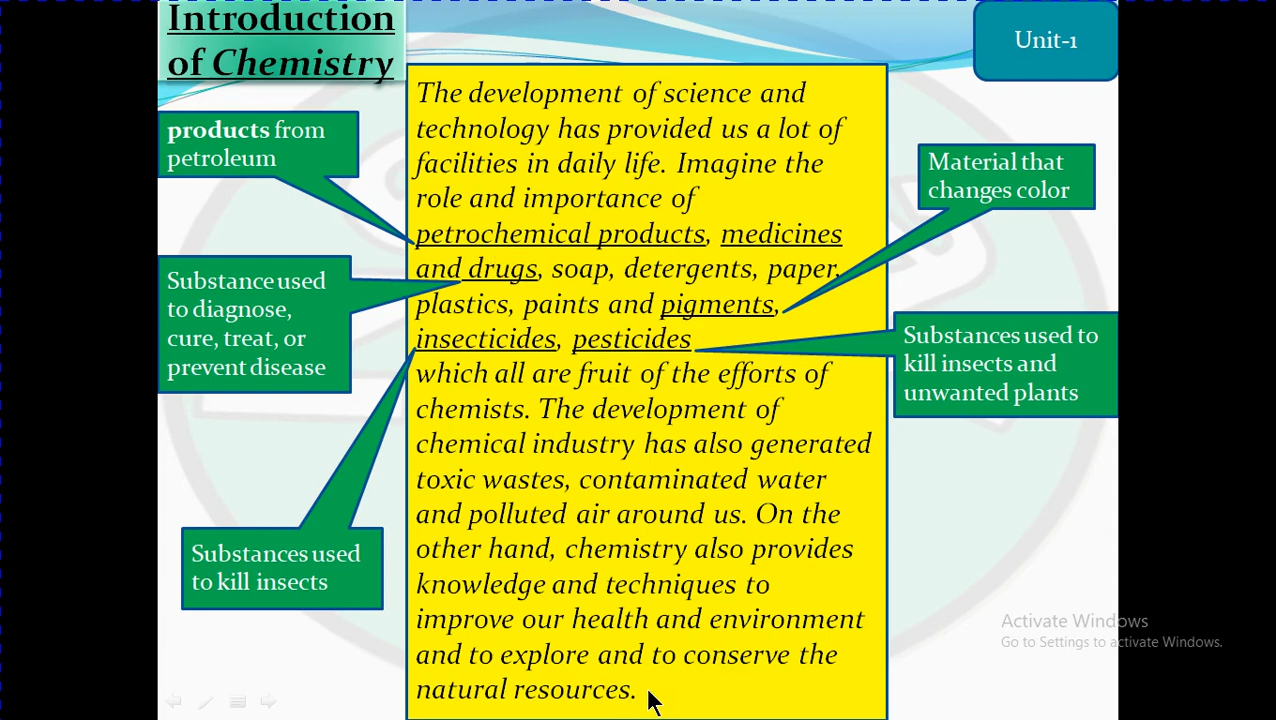 Introduction
of Chemistry
Unit-1
The development of science and
technology has provided us a lot of
facilities in daily life. Imagine the
role and importance of
petrochemical products, medicines
and drugs, soap, detergents, paper,
plastics, paints and pigments,
insecticides, pesticides
which all are fruit of the efforts of
chemists. The development of
chemical industry has also generated
toxic wastes, contaminated water
and polluted air around us. On the
other hand, chemistry also provides
knowledge and techniques to
improve our health and environment
and to explore and to conserve the
natural resources.
products from
petroleum
Substance used
to diagnose,
cure, treat, or
prevent disease
Substances used
to kill insects
Material that
changes color
Substances used to
kill insects and
unwanted plants
Activate Windows
Go to Settings to activate Windows.